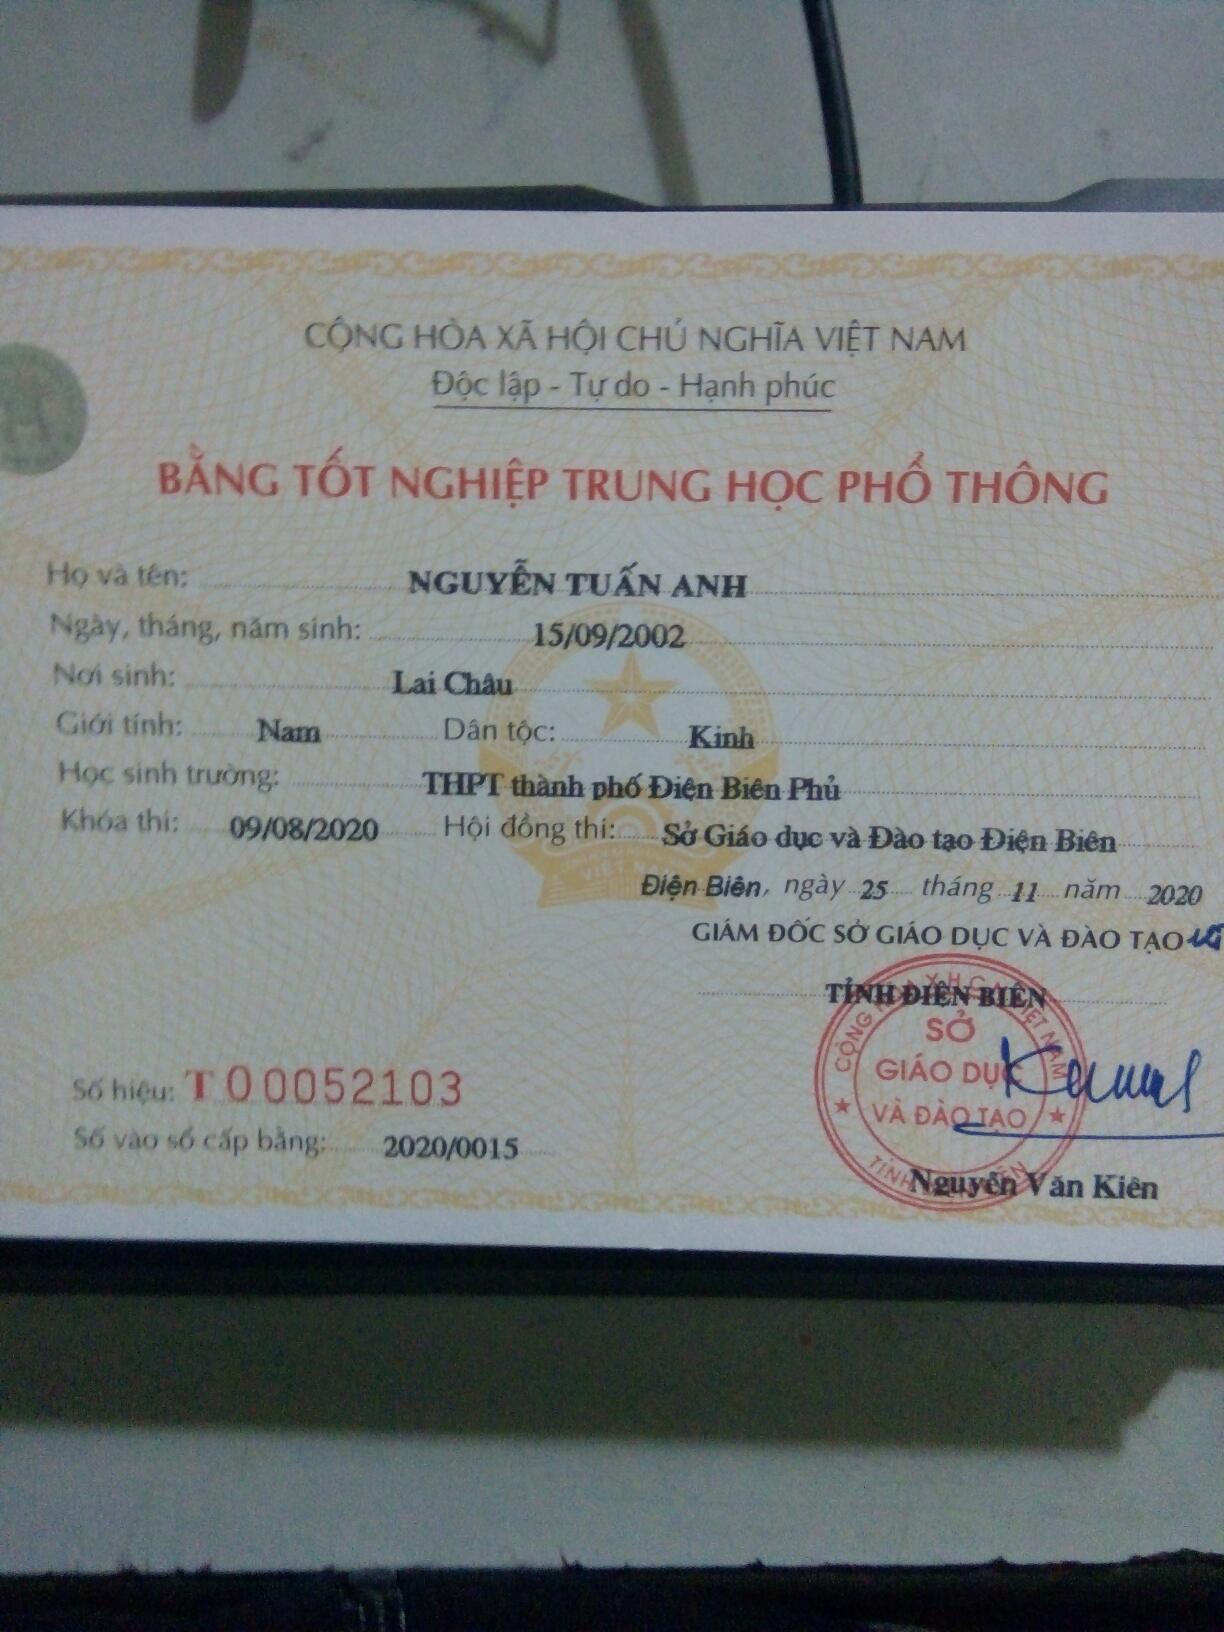 CỘNG HÒA XÃ HỘI CHỦ NGHĨA VIỆT NAM
Độc lập - Tự do - Hạnh phúc
BẰNG TỐT NGHIỆP TRUNG HỌC PHỔ THÔNG
Họ và tên: NGUYỄN TUẤN ANH
Ngày, tháng, năm sinh: 15/09/2002
Nơi sinh: Lai Châu
Giới tính: Nam Dân tộc: Kinh
Học sinh trường: THPT thành phố Điện Biên Phủ
Khóa thi: 09/08/2020 Hội đồng thi: Sở Giáo dục và Đào tạo Điện Biên
VIỆT NAM
Điện Biên, ngày 25 tháng 11 năm 2020
GIÁM ĐỐC SỞ GIÁO DỤC VÀ ĐÀO TẠO
TỈNH ĐIỆN BIÊN
SỞ
GIÁO DỤC
VÀ ĐÀO TẠO
Số hiệu: T 00052103
Số vào sổ cấp bằng: 2020/0015
Nguyễn Văn Kiên